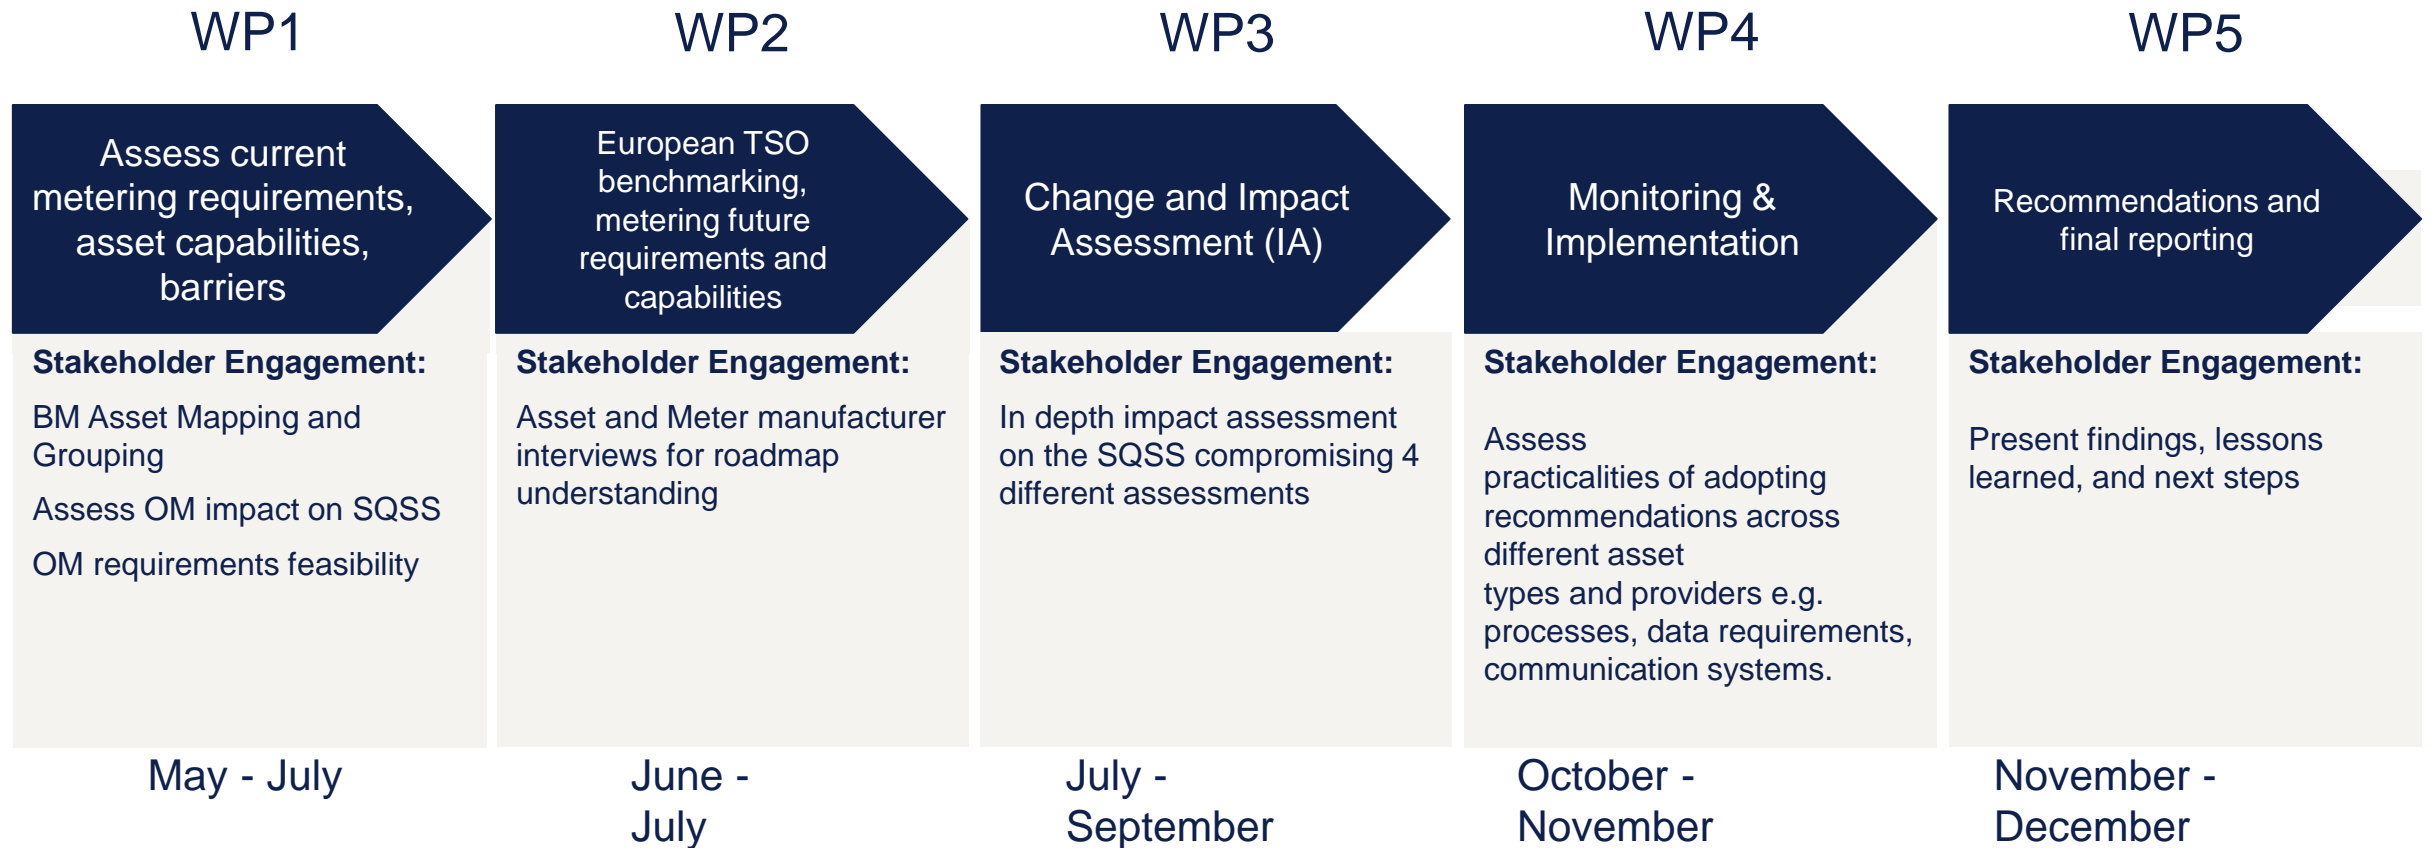 WP1
Assess current
metering requirements,
asset capabilities,
barriers
Stakeholder Engagement:
BM Asset Mapping and
Grouping
Assess OM impact on SQSS
OM requirements feasibility
May - July
WP2
European TSO
benchmarking,
metering future
requirements and
capabilities
Stakeholder Engagement:
Asset and Meter manufacturer
interviews for roadmap
understanding
June -
July
WP3
Change and Impact
Assessment (IA)
Stakeholder Engagement:
In depth impact assessment
on the SQSS compromising 4
different assessments
July -
September
WP4
Monitoring &
Implementation
Stakeholder Engagement:
Assess
practicalities of adopting
recommendations across
different asset
types and providers e.g.
processes, data requirements,
communication systems.
October -
November
WP5
Recommendations and
final reporting
Stakeholder Engagement:
Present findings, lessons
learned, and next steps
November -
December